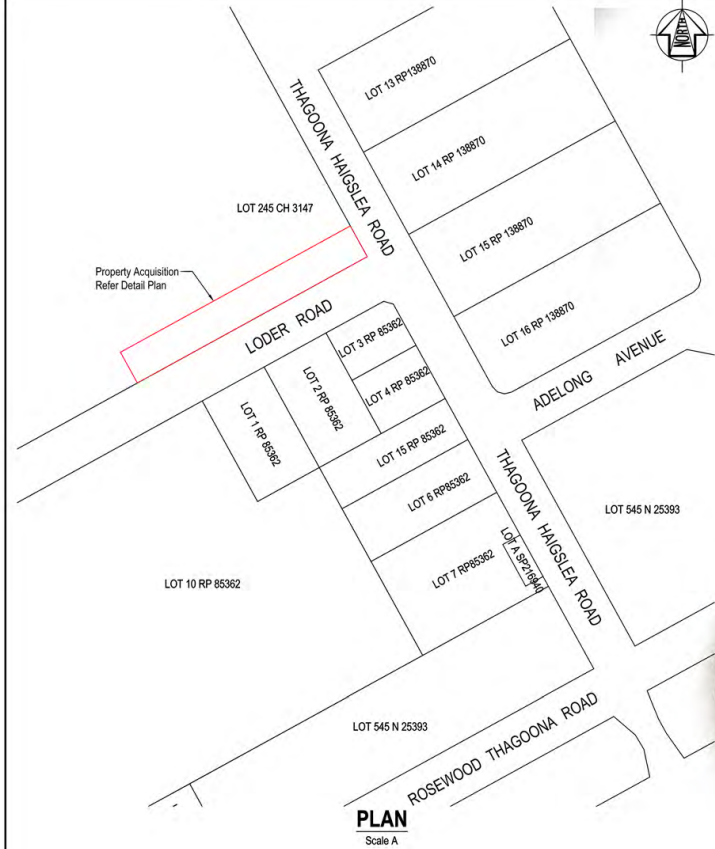 NORTH
LOT 13 RP138870
THAGOONA HAIGSLEA ROAD
LOT 14 RP 138870
LOT 245 CH 3147
LOT 15 RP 138870
Property Acquisition
Refer Detail Plan
LODER ROAD
LOT 16 RP 138870
LOT 3 RP 85362
ADELONG AVENUE
LOT 2 RP 85362
LOT 4 RP 85362
LOT 1 RP 85362
LOT 15 RP 85362
THAGOONA HAIGSLEA ROAD
LOT 6 RP85362
LOT 545 N 25393
LOT A SP216940
LOT 7 RP85362
LOT 10 RP 85362
LOT 545 N 25393
ROSEWOOD THAGOONA ROAD
PLAN
Scale A